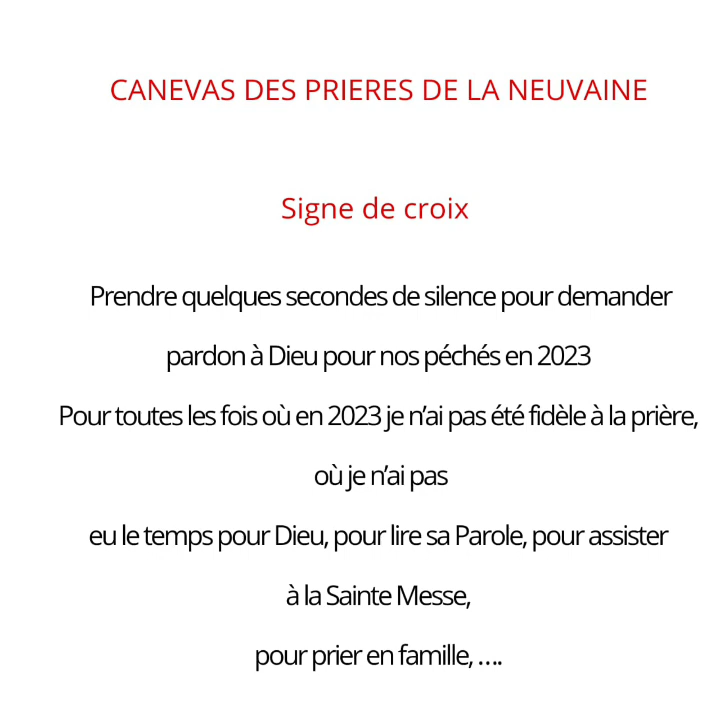 CANEVAS DES PRIERES DE LA NEUVAINE
Signe de croix
Prendre quelques secondes de silence pour demander
pardon à Dieu pour nos péchés en 2023
Pour toutes les fois où en 2023 je n’ai pas été fidèle à la prière,
où je n’ai pas
eu le temps pour Dieu, pour lire sa Parole, pour assister
à la Sainte Messe,
pour prier en famille, ….